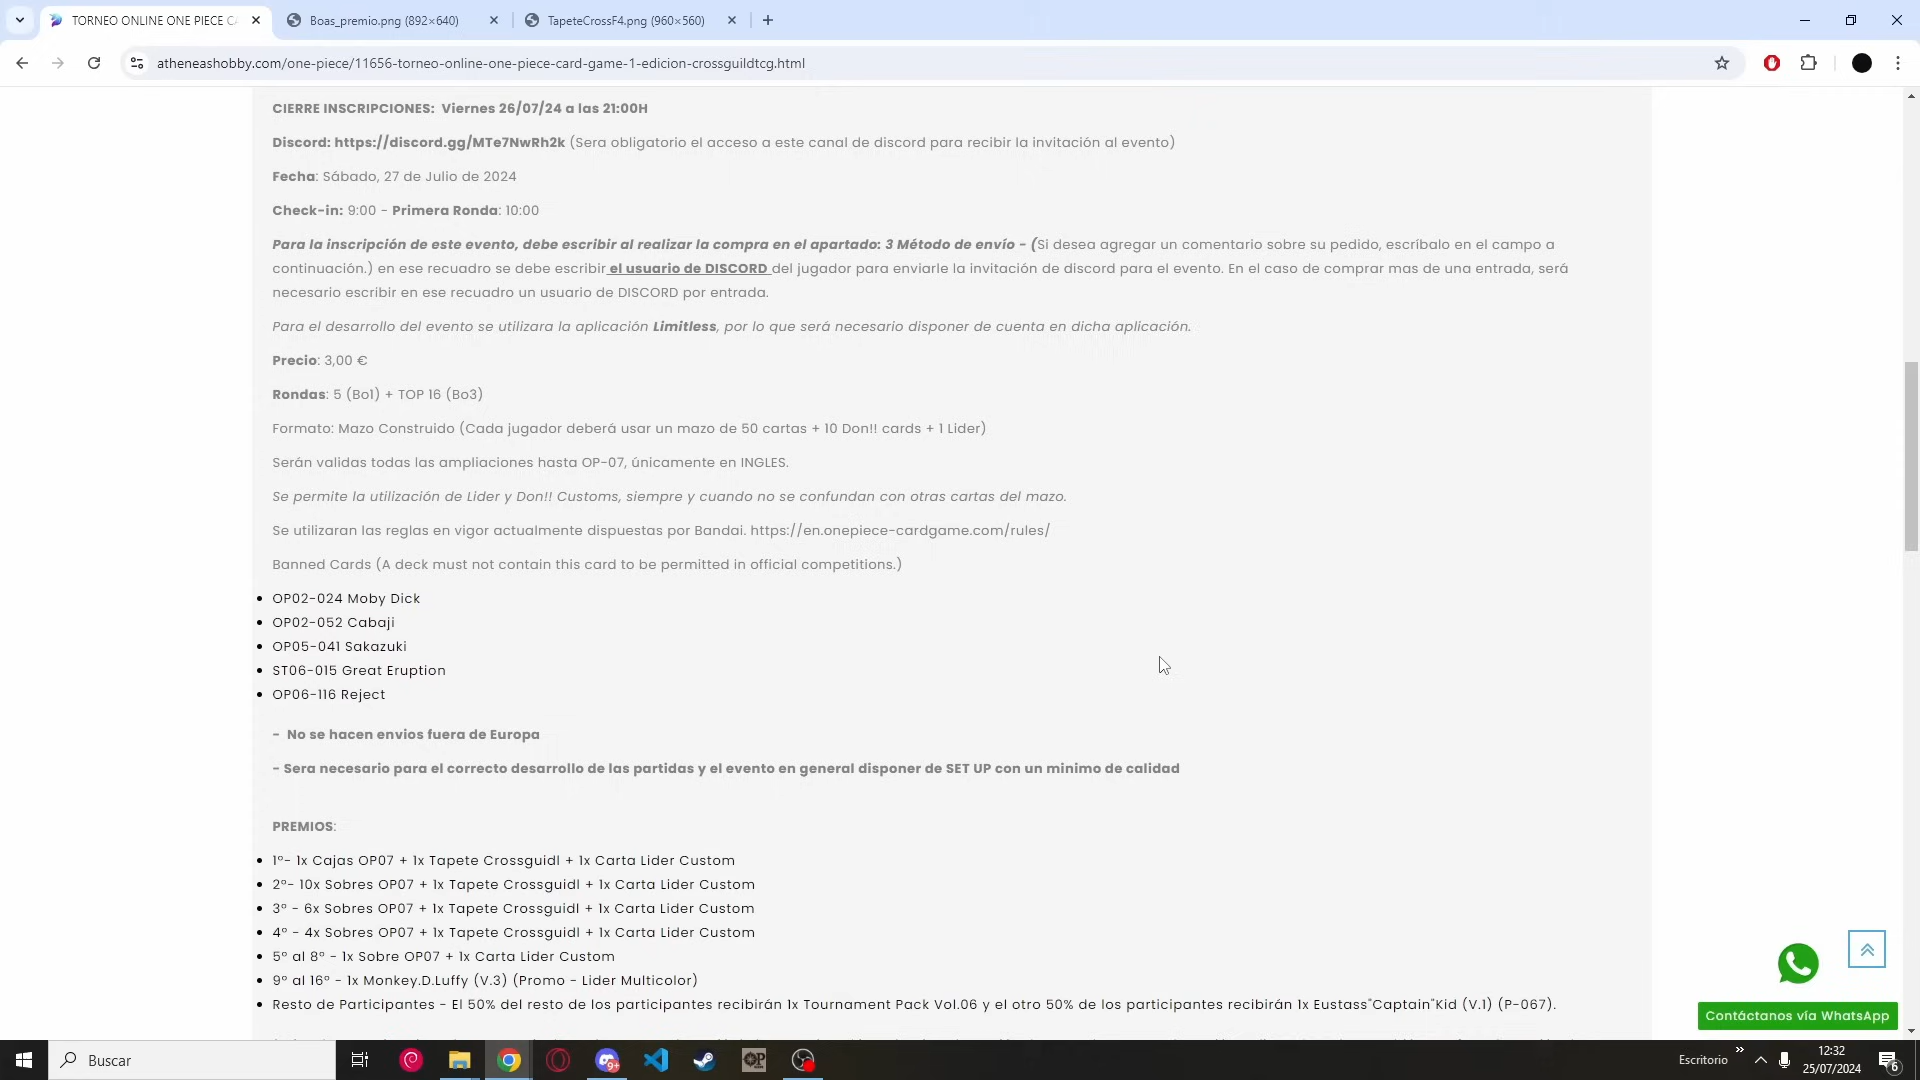 TORNEO ONLINE ONE PIECE CA
Boas_premio.png (892×640)
TapeteCrossF4.png (960×560)
atheneashobby.com/one-piece/11656-torneo-online-one-piece-card-game-1-edicion-crossguildtcg.html
CIERRE INSCRIPCIONES: Viernes 26/07/24 a las 21:00H
Discord: https://discord.gg/MTe7NwRh2k (Sera obligatorio el acceso a este canal de discord para recibir la invitación al evento)
Fecha: Sábado, 27 de Julio de 2024
Check-in: 9:00 - Primera Ronda: 10:00
Para la inscripción de este evento, debe escribir al realizar la compra en el apartado: 3 Método de envío - (Si desea agregar un comentario sobre su pedido, escríbalo en el campo a
continuación.) en ese recuadro se debe escribir el usuario de DISCORD del jugador para enviarle la invitación de discord para el evento. En el caso de comprar mas de una entrada, será
necesario escribir en ese recuadro un usuario de DISCORD por entrada.
Para el desarrollo del evento se utilizara la aplicación Limitless, por lo que será necesario disponer de cuenta en dicha aplicación.
Precio: 3,00 €
Rondas: 5 (Bo1) + TOP 16 (Bo3)
Formato: Mazo Construido (Cada jugador deberá usar un mazo de 50 cartas + 10 Don!! cards + 1 Lider)
Serán validas todas las ampliaciones hasta OP-07, únicamente en INGLES.
Se permite la utilización de Lider y Don!! Customs, siempre y cuando no se confundan con otras cartas del mazo.
Se utilizaran las reglas en vigor actualmente dispuestas por Bandai. https://en.onepiece-cardgame.com/rules/
Banned Cards (A deck must not contain this card to be permitted in official competitions.)
OP02-024 Moby Dick
OP02-052 Cabaji
OP05-041 Sakazuki
ST06-015 Great Eruption
OP06-116 Reject
- No se hacen envios fuera de Europa
- Sera necesario para el correcto desarrollo de las partidas y el evento en general disponer de SET UP con un minimo de calidad
PREMIOS:
1º- 1x Cajas OP07 + 1x Tapete Crossguidl + 1x Carta Lider Custom
2º- 10x Sobres OP07 + 1x Tapete Crossguidl + 1x Carta Lider Custom
3º - 6x Sobres OP07 + 1x Tapete Crossguidl + 1x Carta Lider Custom
4º - 4x Sobres OP07 + 1x Tapete Crossguidl + 1x Carta Lider Custom
5º al 8º - 1x Sobre OP07 + 1x Carta Lider Custom
9º al 16º - 1x Monkey.D.Luffy (V.3) (Promo - Lider Multicolor)
Resto de Participantes - El 50% del resto de los participantes recibirán 1x Tournament Pack Vol.06 y el otro 50% de los participantes recibirán 1x Eustass"Captain"Kid (V.1) (P-067).
Contáctanos vía WhatsApp
Buscar
9+
OP
Escritorio
12:32
25/07/2024
6